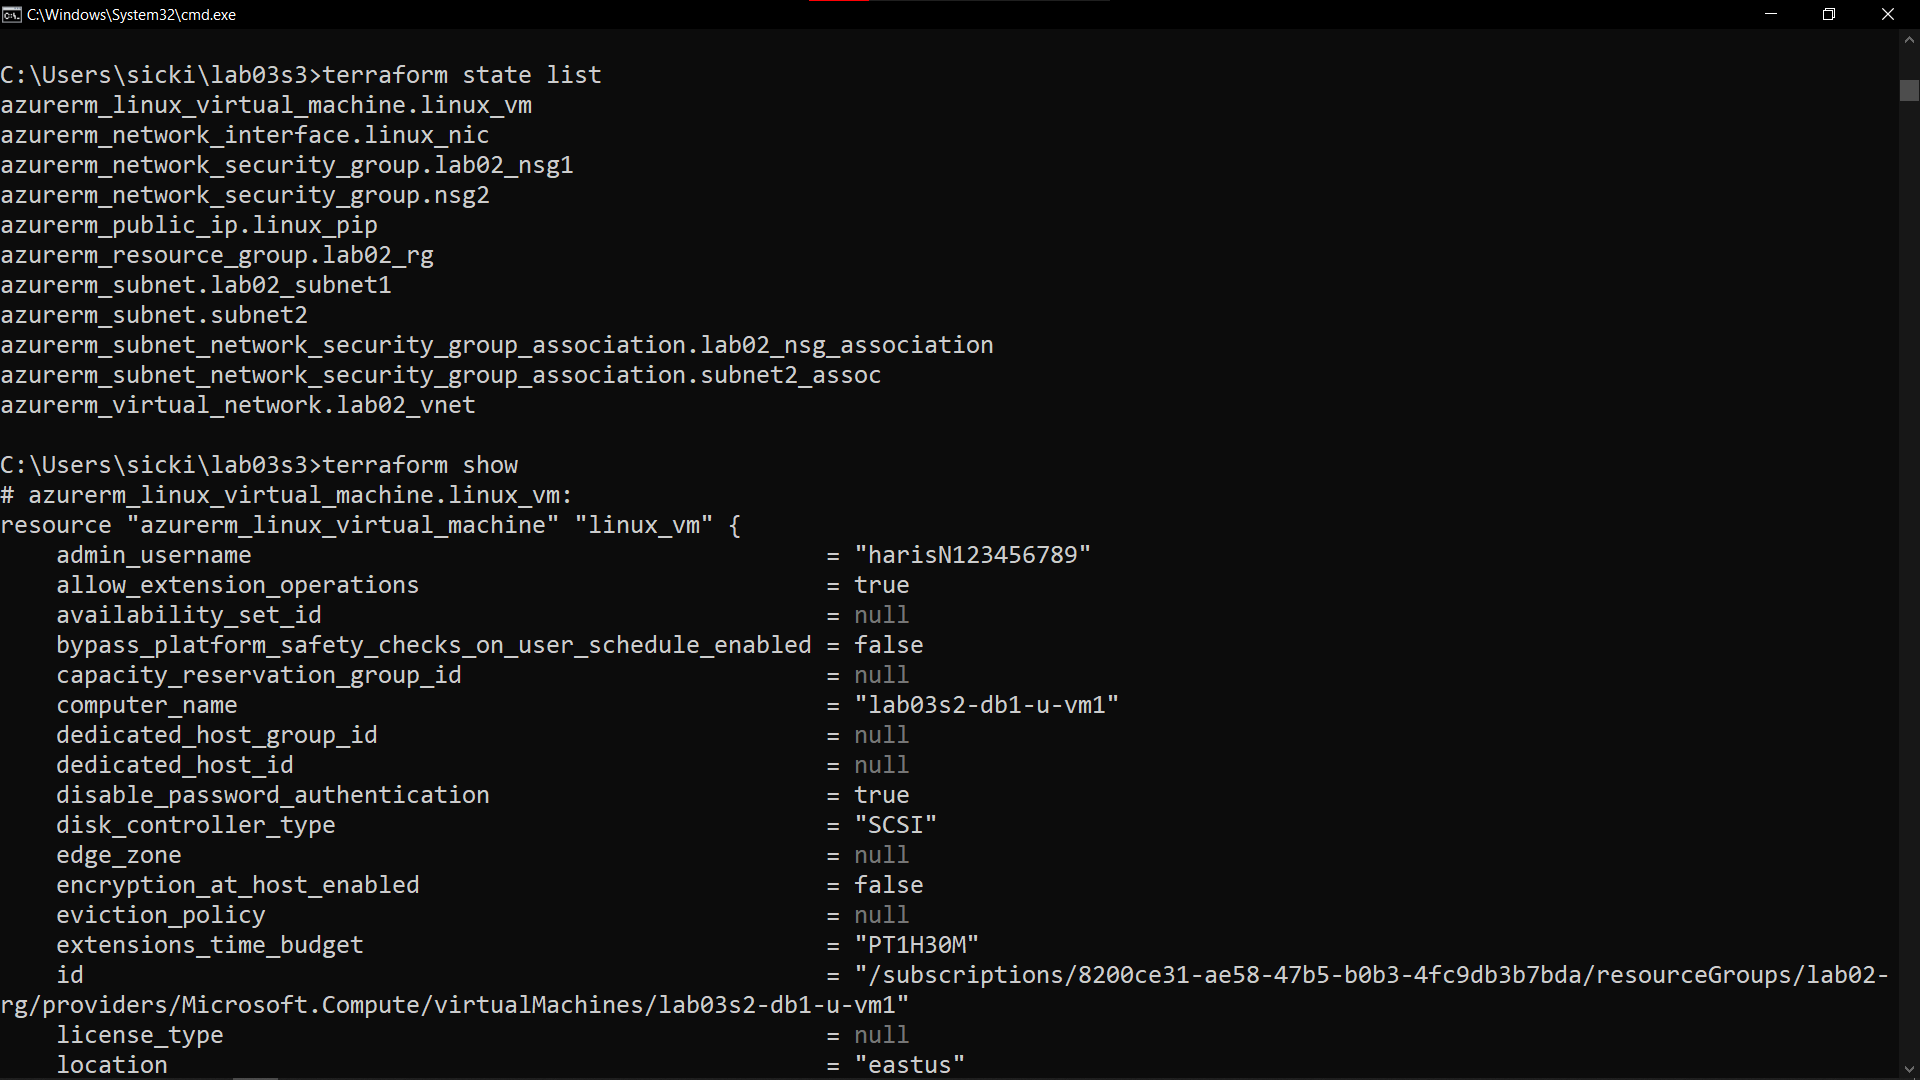 C:\Windows\System32\cmd.exe
C:\Users\sicki\lab03s3>terraform state list
azurerm_linux_virtual_machine.linux_vm
azurerm_network_interface.linux_nic
azurerm_network_security_group.lab02_nsg1
azurerm_network_security_group.nsg2
azurerm_public_ip.linux_pip
azurerm_resource_group.lab02_rg
azurerm_subnet.lab02_subnet1
azurerm_subnet.subnet2
azurerm_subnet_network_security_group_association.lab02_nsg_association
azurerm_subnet_network_security_group_association.subnet2_assoc
azurerm_virtual_network.lab02_vnet
C:\Users\sicki\lab03s3>terraform show
# azurerm_linux_virtual_machine.linux_vm:
resource "azurerm_linux_virtual_machine" "linux_vm" {
    admin_username                                         = "harisN123456789"
    allow_extension_operations                             = true
    availability_set_id                                    = null
    bypass_platform_safety_checks_on_user_schedule_enabled = false
    capacity_reservation_group_id                          = null
    computer_name                                          = "lab03s2-db1-u-vm1"
    dedicated_host_group_id                                = null
    dedicated_host_id                                      = null
    disable_password_authentication                        = true
    disk_controller_type                                   = "SCSI"
    edge_zone                                              = null
    encryption_at_host_enabled                             = false
    eviction_policy                                        = null
    extensions_time_budget                                 = "PT1H30M"
    id                                                     = "/subscriptions/8200ce31-ae58-47b5-b0b3-4fc9db3b7bda/resourceGroups/lab02-
rg/providers/Microsoft.Compute/virtualMachines/lab03s2-db1-u-vm1"
    license_type                                           = null
    location                                               = "eastus"